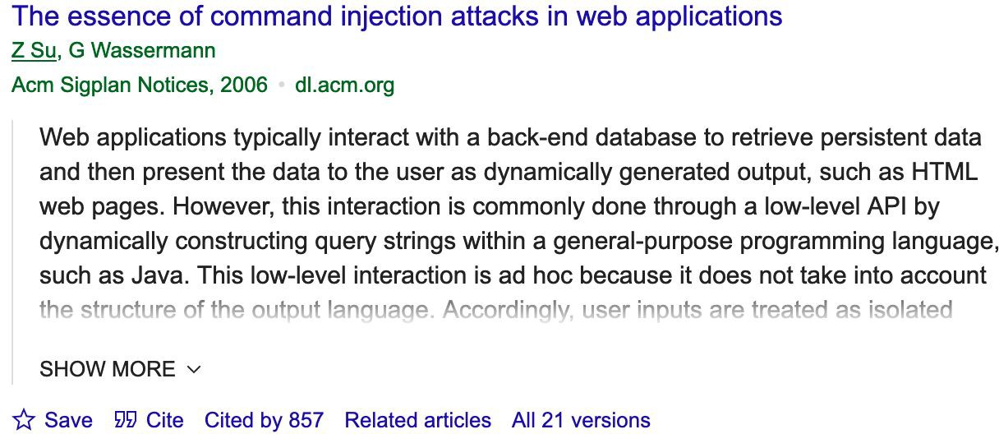 The essence of command injection attacks in web applications
Z Su, G Wassermann
Acm Sigplan Notices, 2006 • dl.acm.org
Web applications typically interact with a back-end database to retrieve persistent data
and then present the data to the user as dynamically generated output, such as HTML
web pages. However, this interaction is commonly done through a low-level API by
dynamically constructing query strings within a general-purpose programming language,
such as Java. This low-level interaction is ad hoc because it does not take into account
the structure of the output language. Accordingly, user inputs are treated as isolated
SHOW MORE
Save Cite Cited by 857 Related articles All 21 versions